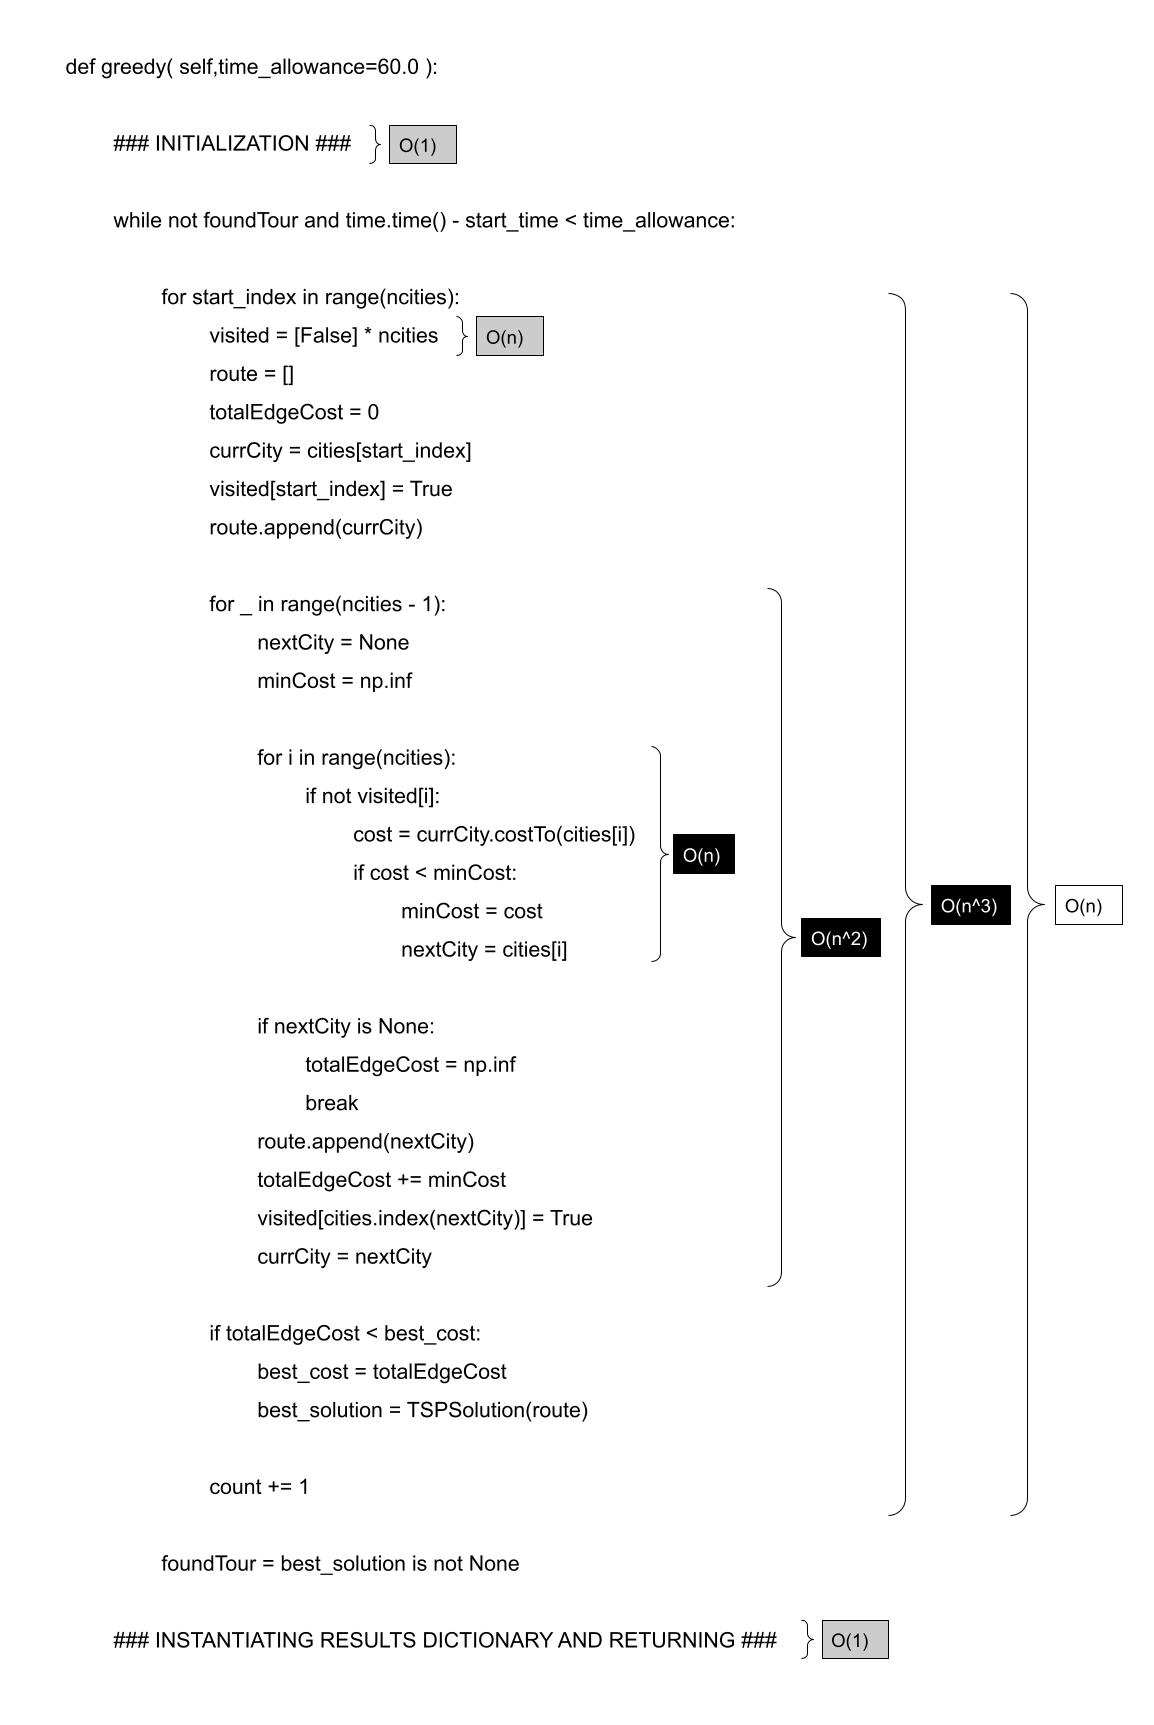 def greedy( self,time_allowance=60.0 ):
### INITIALIZATION ### O(1)
while not foundTour and time.time() - start_time < time_allowance:
for start_index in range(ncities):
visited = [False] * ncities O(n)
route = []
totalEdgeCost = 0
currCity = cities[start_index]
visited[start_index] = True
route.append(currCity)
for _ in range(ncities - 1):
nextCity = None
minCost = np.inf
for i in range(ncities):
if not visited[i]:
cost = currCity.costTo(cities[i])
O(n)
if cost < minCost:
minCost = cost
O(n^3) O(n)
O(n^2)
nextCity = cities[i]
if nextCity is None:
totalEdgeCost = np.inf
break
route.append(nextCity)
totalEdgeCost += minCost
visited[cities.index(nextCity)] = True
currCity = nextCity
if totalEdgeCost < best_cost:
best_cost = totalEdgeCost
best_solution = TSPSolution(route)
count += 1
foundTour = best_solution is not None
### INSTANTIATING RESULTS DICTIONARY AND RETURNING ### O(1)